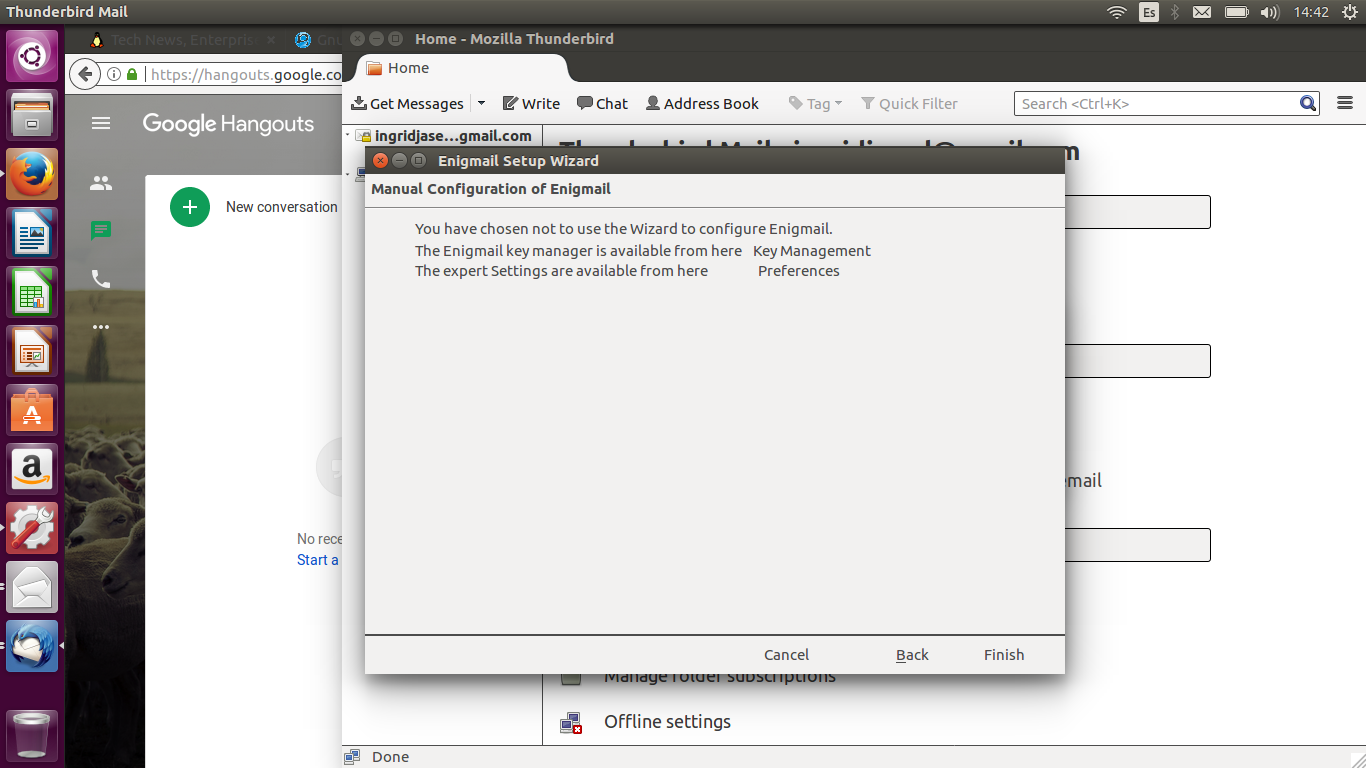 Thunderbird Mail
Es
14:42
Tech News, Enterpris
Gnu
Home - Mozilla Thunderbird
https://hangouts.google.co
Home
Get Messages
Write
Chat
Address Book
Tag
Quick Filter
Search <Ctrl+K>
Google Hangouts
ingridjase...gmail.com
New conversation
Enigmail Setup Wizard
Manual Configuration of Enigmail
You have chosen not to use the Wizard to configure Enigmail.
The Enigmail key manager is available from here Key Management
The expert Settings are available from here Preferences
email
No rece
Start a
Cancel
Back
Finish
Manage folder subscriptions
Offline settings
Done